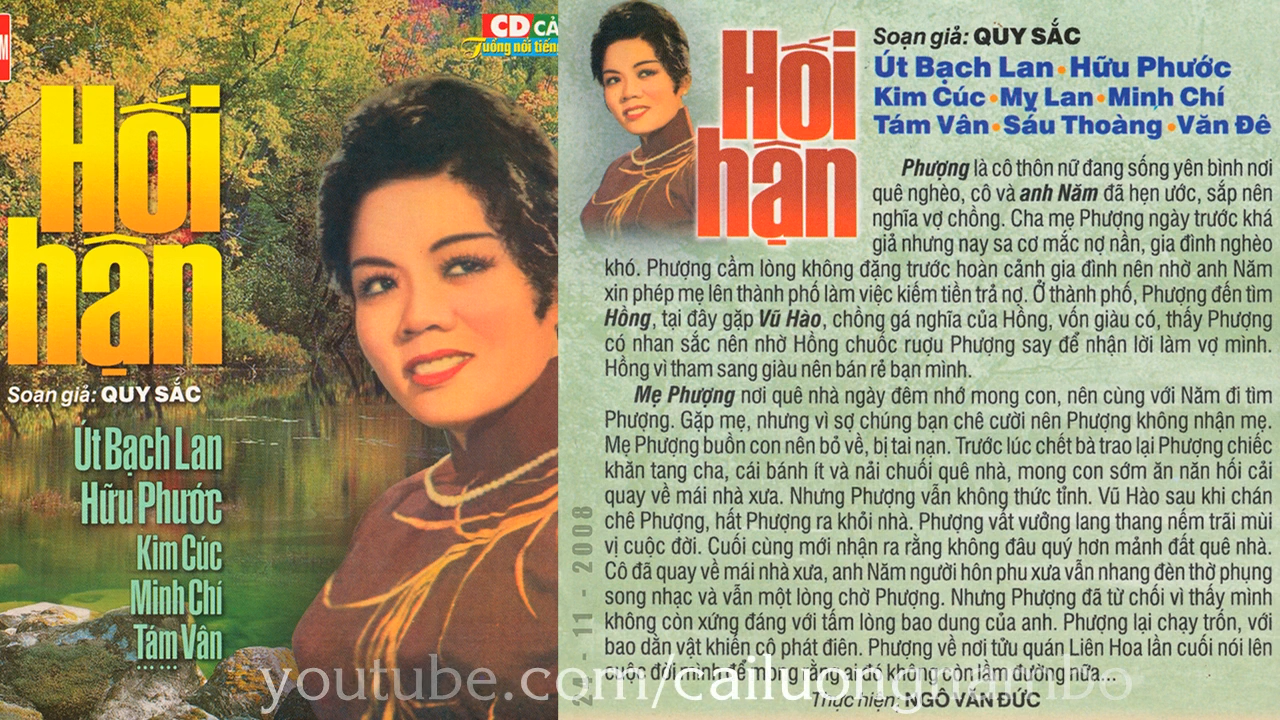 M
CD CẢ
Tuồng nổi tiếng
Hối
hận
Soạn giả: QUY SẮC
Út Bạch Lan
Hữu Phước
Kim Cúc
Minh Chí
Tám Vân
... ...
Hối
hận
Soạn giả: QUY SẮC
Út Bạch Lan • Hữu Phước
Kim Cúc • Mỵ Lan • Minh Chí
Tám Vân • Sáu Thoàng • Văn Đê
Phượng là cô thôn nữ đang sống yên bình nơi
quê nghèo, cô và anh Năm đã hẹn ước, sắp nên
nghĩa vợ chồng. Cha mẹ Phượng ngày trước khá
giả nhưng nay sa cơ mắc nợ nần, gia đình nghèo
khó. Phượng cầm lòng không đặng trước hoàn cảnh gia đình nên nhờ anh Năm
xin phép mẹ lên thành phố làm việc kiếm tiền trả nợ. Ở thành phố, Phượng đến tìm
Hồng, tại đây gặp Vũ Hào, chồng gá nghĩa của Hồng, vốn giàu có, thấy Phượng
có nhan sắc nên nhờ Hồng chuốc rượu Phượng say để nhận lời làm vợ mình.
Hồng vì tham sang giàu nên bán rẻ bạn mình.
Mẹ Phượng nơi quê nhà ngày đêm nhớ mong con, nên cùng với Năm đi tìm
Phượng. Gặp mẹ, nhưng vì sợ chúng bạn chê cười nên Phượng không nhận mẹ.
Mẹ Phượng buồn con nên bỏ về, bị tai nạn. Trước lúc chết bà trao lại Phượng chiếc
khăn tang cha, cái bánh ít và nải chuối quê nhà, mong con sớm ăn năn hối cải
quay về mái nhà xưa. Nhưng Phượng vẫn không thức tỉnh. Vũ Hào sau khi chán
chê Phượng, hất Phượng ra khỏi nhà. Phượng vất vưởng lang thang nếm trãi mùi
vị cuộc đời. Cuối cùng mới nhận ra rằng không đâu quý hơn mảnh đất quê nhà.
Cô đã quay về mái nhà xưa, anh Năm người hôn phu xưa vẫn nhang đèn thờ phụng
song nhạc và vẫn một lòng chờ Phượng. Nhưng Phượng đã từ chối vì thấy mình
không còn xứng đáng với tấm lòng bao dung của anh. Phượng lại chạy trốn, với
bao dằn vật khiến cô phát điên. Phượng về nơi tửu quán Liên Hoa lần cuối nói lên
cuộc đời mình để mong rằng ai đó không còn lầm đường nữa...
Thực hiện: NGÔ VĂN ĐỨC
11 - 2008
youtube.com/cailuongrumbo